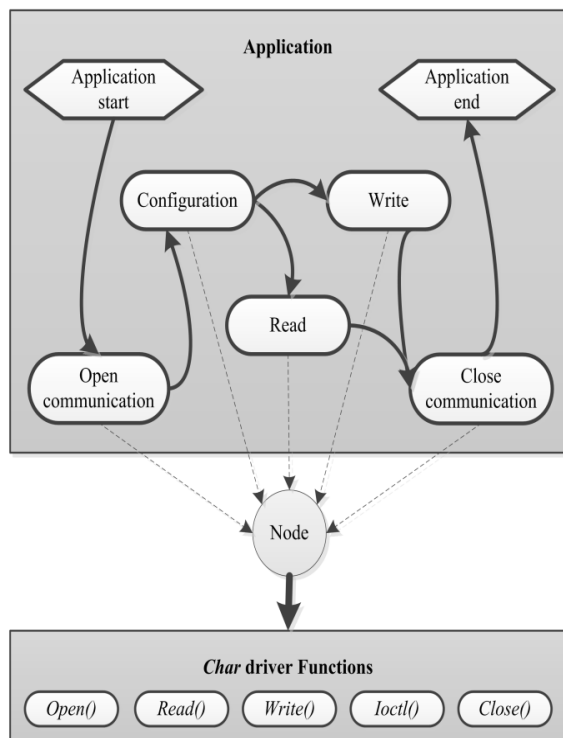 Application
Application
start
Application
end
Configuration
Write
Read
Open
communication
Close
communication
Node
Char driver Functions
Open()
Read()
Write()
Ioctl()
Close()